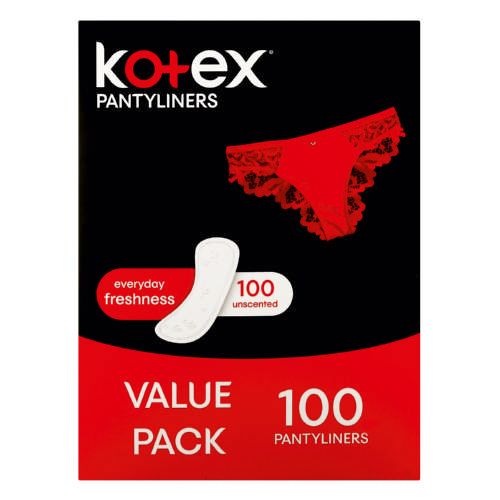 kotex®
PANTYLINERS
everyday
freshness
100
unscented
VALUE
PACK
100
PANTYLINERS